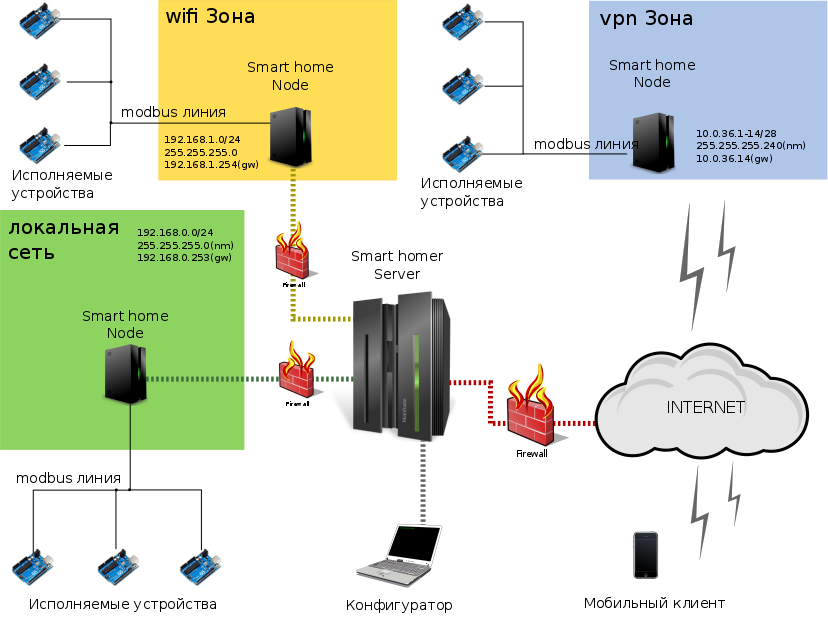 wifi Зона
Smart home
Node
modbus линия
192.168.1.0/24
255.255.255.0
192.168.1.254(gw)
Исполняемые
устройства
vpn Зона
Smart home
Node
modbus линия
10.0.36.1-14/28
255.255.255.240(nm)
10.0.36.14(gw)
Исполняемые
устройства
локальная
сеть
192.168.0.0/24
255.255.255.0(nm)
192.168.0.253(gw)
Smart home
Node
Firewall
Smart homer
Server
Firewall
Firewall
INTERNET
modbus линия
Исполняемые устройства
Конфигуратор
Мобильный клиент